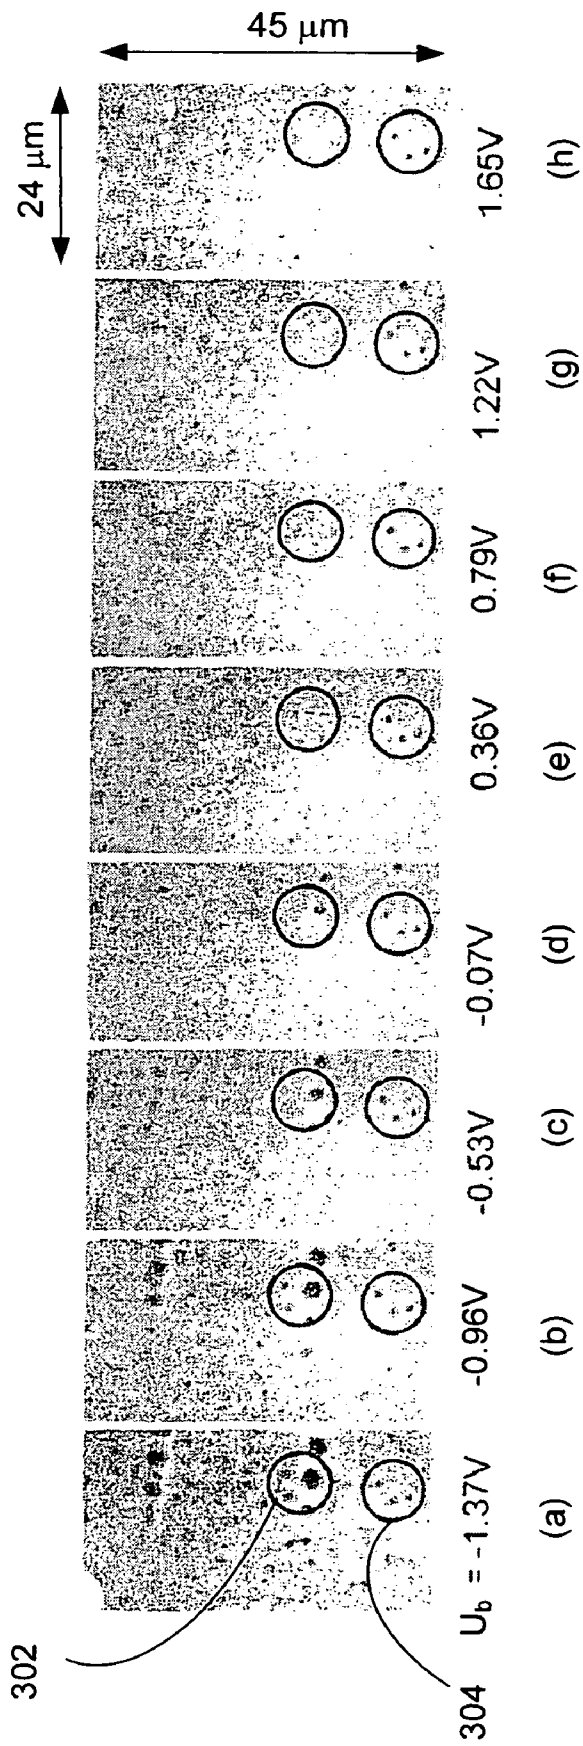 302
304
U_b = -1.37V
-0.96V
-0.53V
-0.07V
0.36V
0.79V
1.22V
1.65V
(a)
(b)
(c)
(d)
(e)
(f)
(g)
(h)
24 µm
45 µm